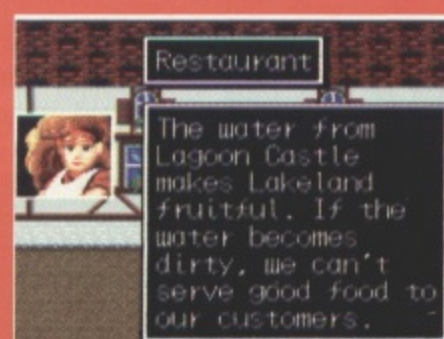 Restaurant
The water from
Lagoon Castle
makes Lakeland
fruitful. If the
water becomes
dirty, we can't
serve good food to
our customers.